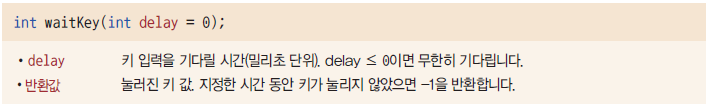 int waitKey(int delay = 0);
• delay 키 입력을 기다릴 시간(밀리초 단위). delay ≤ 0이면 무한히 기다립니다.
• 반환값 눌러진 키 값. 지정한 시간 동안 키가 눌리지 않았으면 -1을 반환합니다.